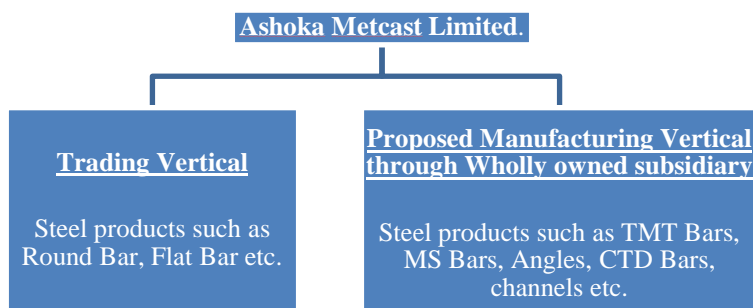 Ashoka Metcast Limited.
Trading Vertical
Steel products such as
Round Bar, Flat Bar etc.
Proposed Manufacturing Vertical
through Wholly owned subsidiary
Steel products such as TMT Bars,
MS Bars, Angles, CTD Bars,
channels etc.